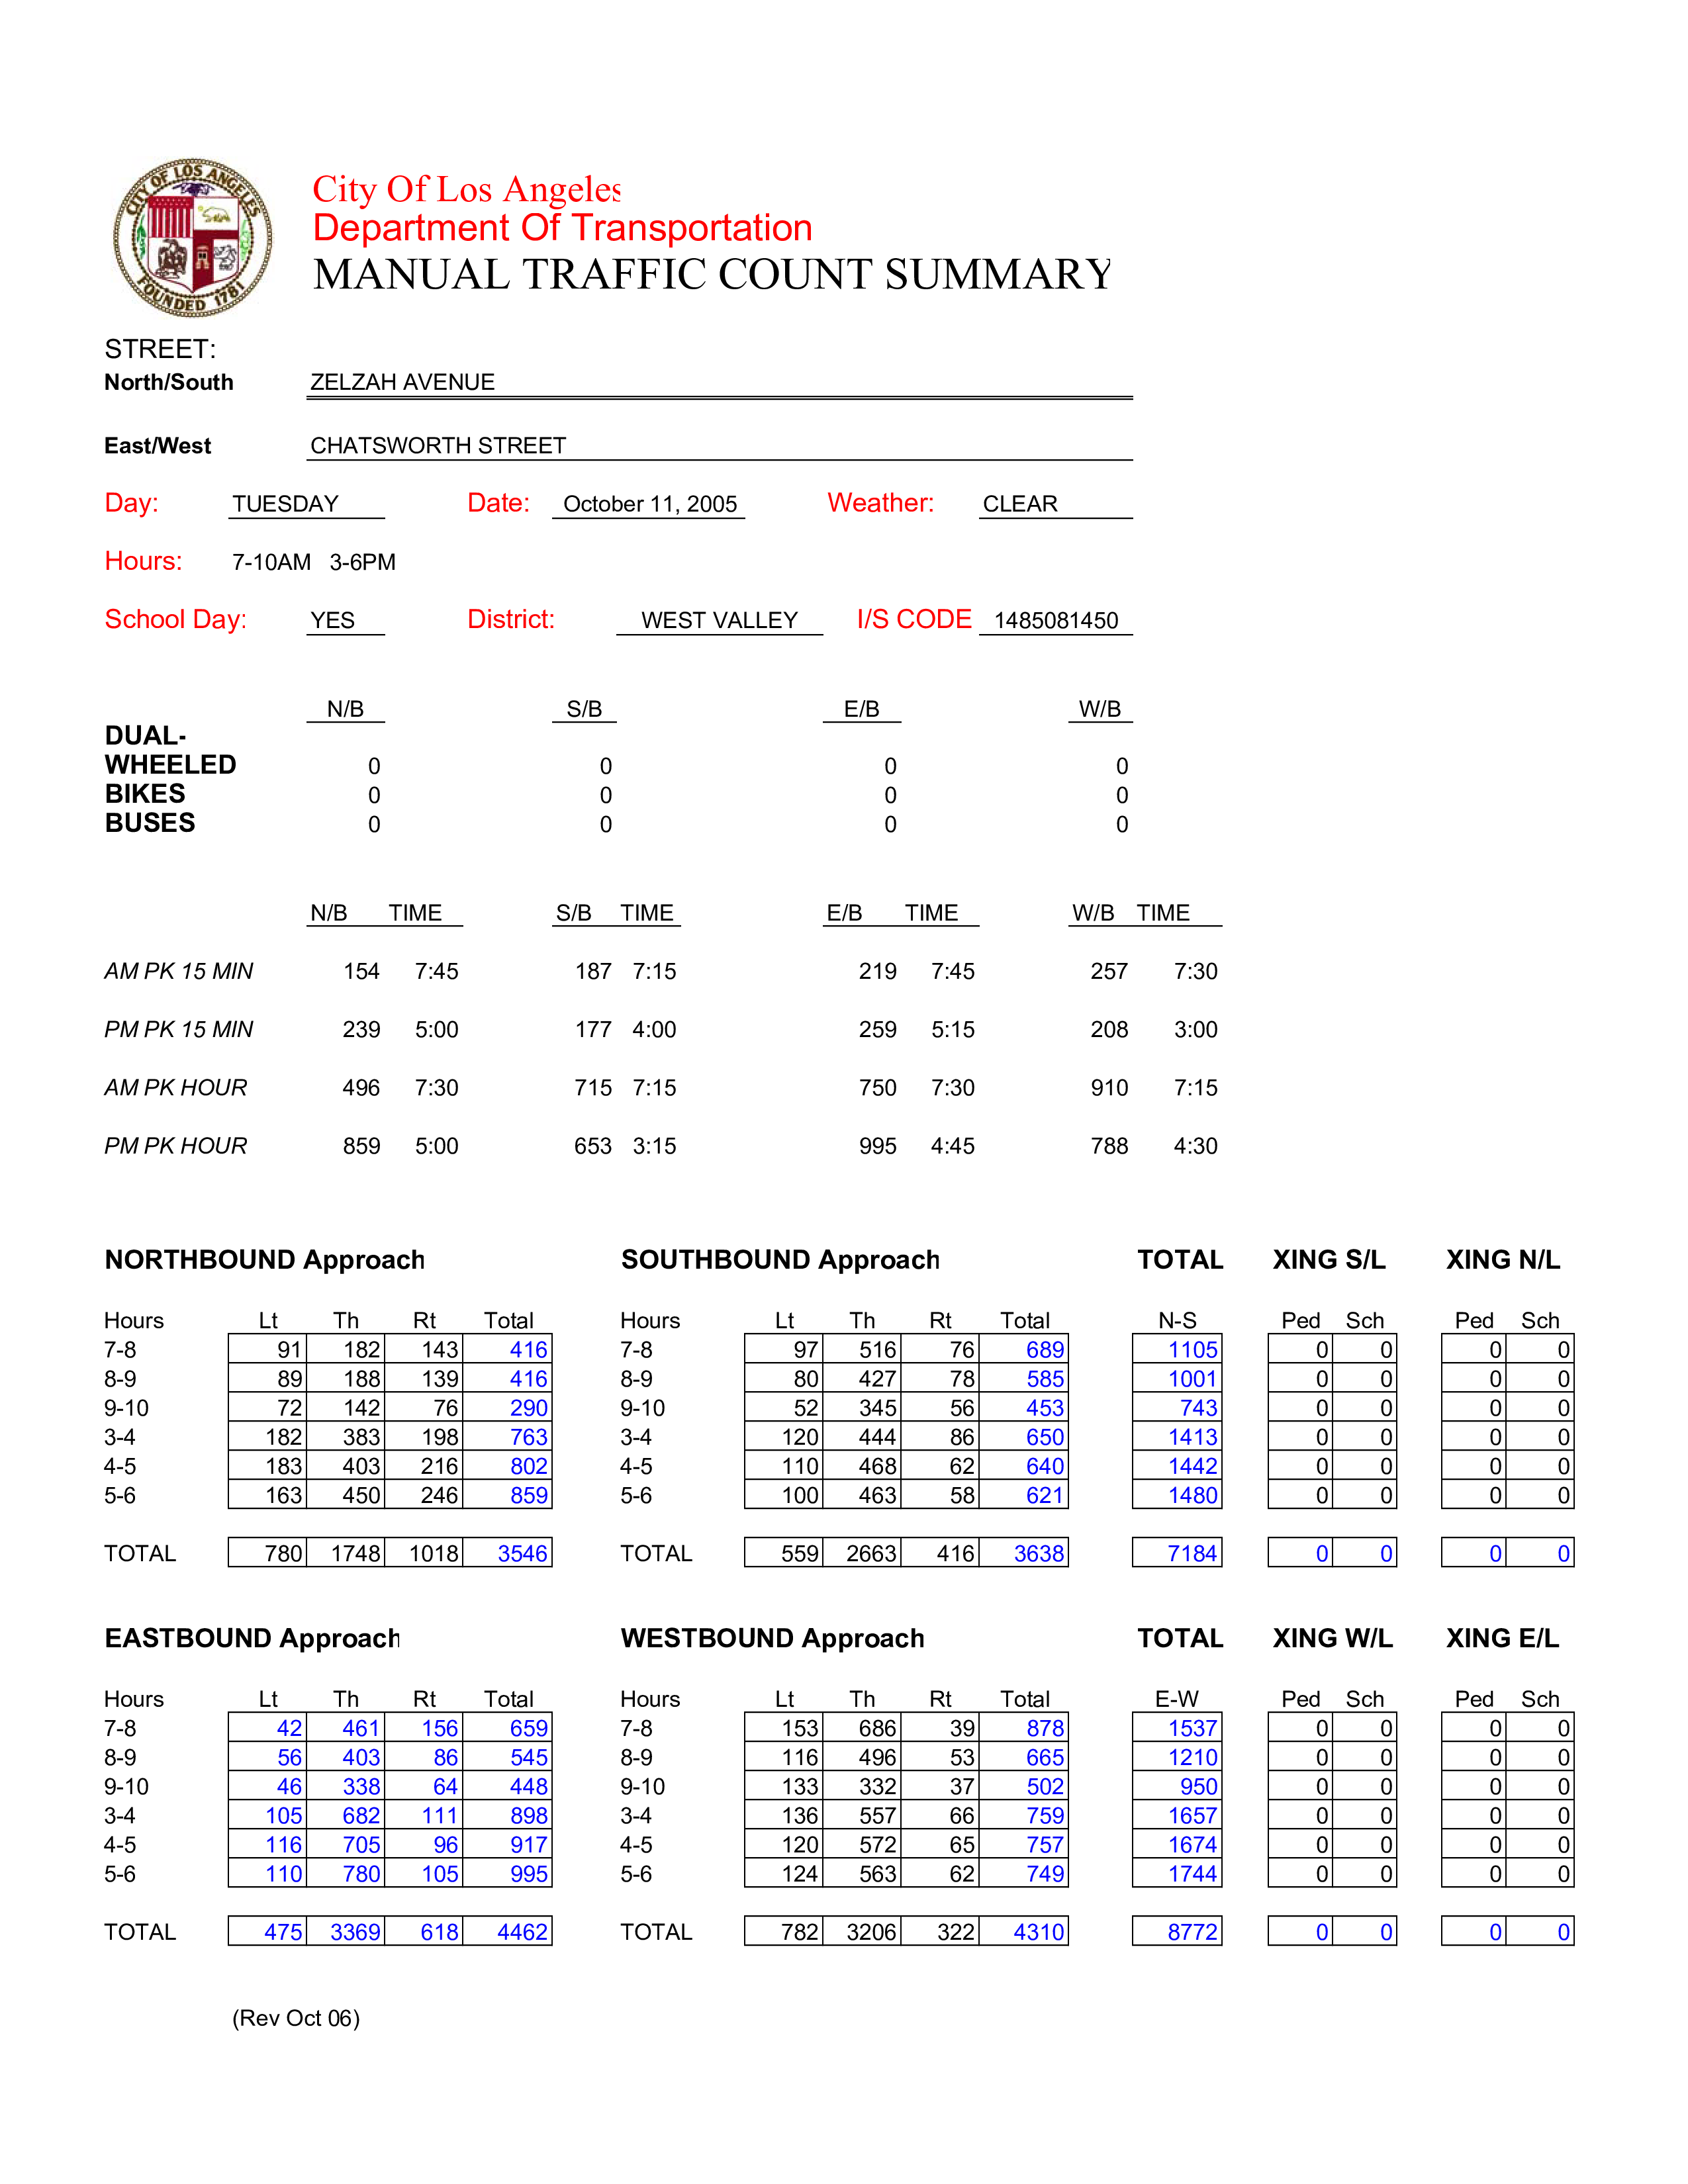 CITY OF LOS ANGELES
FOUNDED 1781
City Of Los Angeles
Department Of Transportation
MANUAL TRAFFIC COUNT SUMMARY
STREET:
North/South ZELZAH AVENUE
East/West CHATSWORTH STREET
Day: TUESDAY Date: October 11, 2005 Weather: CLEAR
Hours: 7-10AM 3-6PM
School Day: YES District: WEST VALLEY I/S CODE 1485081450
N/B S/B E/B W/B
DUAL-
WHEELED 0 0 0 0
BIKES 0 0 0 0
BUSES 0 0 0 0
N/B TIME S/B TIME E/B TIME W/B TIME
AM PK 15 MIN 154 7:45 187 7:15 219 7:45 257 7:30
PM PK 15 MIN 239 5:00 177 4:00 259 5:15 208 3:00
AM PK HOUR 496 7:30 715 7:15 750 7:30 910 7:15
PM PK HOUR 859 5:00 653 3:15 995 4:45 788 4:30
NORTHBOUND Approach SOUTHBOUND Approach TOTAL XING S/L XING N/L
Hours Lt Th Rt Total Hours Lt Th Rt Total N-S Ped Sch Ped Sch
7-8 91 182 143 416 7-8 97 516 76 689 1105 0 0 0 0
8-9 89 188 139 416 8-9 80 427 78 585 1001 0 0 0 0
9-10 72 142 76 290 9-10 52 345 56 453 743 0 0 0 0
3-4 182 383 198 763 3-4 120 444 86 650 1413 0 0 0 0
4-5 183 403 216 802 4-5 110 468 62 640 1442 0 0 0 0
5-6 163 450 246 859 5-6 100 463 58 621 1480 0 0 0 0
TOTAL 780 1748 1018 3546 TOTAL 559 2663 416 3638 7184 0 0 0 0
EASTBOUND Approach WESTBOUND Approach TOTAL XING W/L XING E/L
Hours Lt Th Rt Total Hours Lt Th Rt Total E-W Ped Sch Ped Sch
7-8 42 461 156 659 7-8 153 686 39 878 1537 0 0 0 0
8-9 56 403 86 545 8-9 116 496 53 665 1210 0 0 0 0
9-10 46 338 64 448 9-10 133 332 37 502 950 0 0 0 0
3-4 105 682 111 898 3-4 136 557 66 759 1657 0 0 0 0
4-5 116 705 96 917 4-5 120 572 65 757 1674 0 0 0 0
5-6 110 780 105 995 5-6 124 563 62 749 1744 0 0 0 0
TOTAL 475 3369 618 4462 TOTAL 782 3206 322 4310 8772 0 0 0 0
(Rev Oct 06)